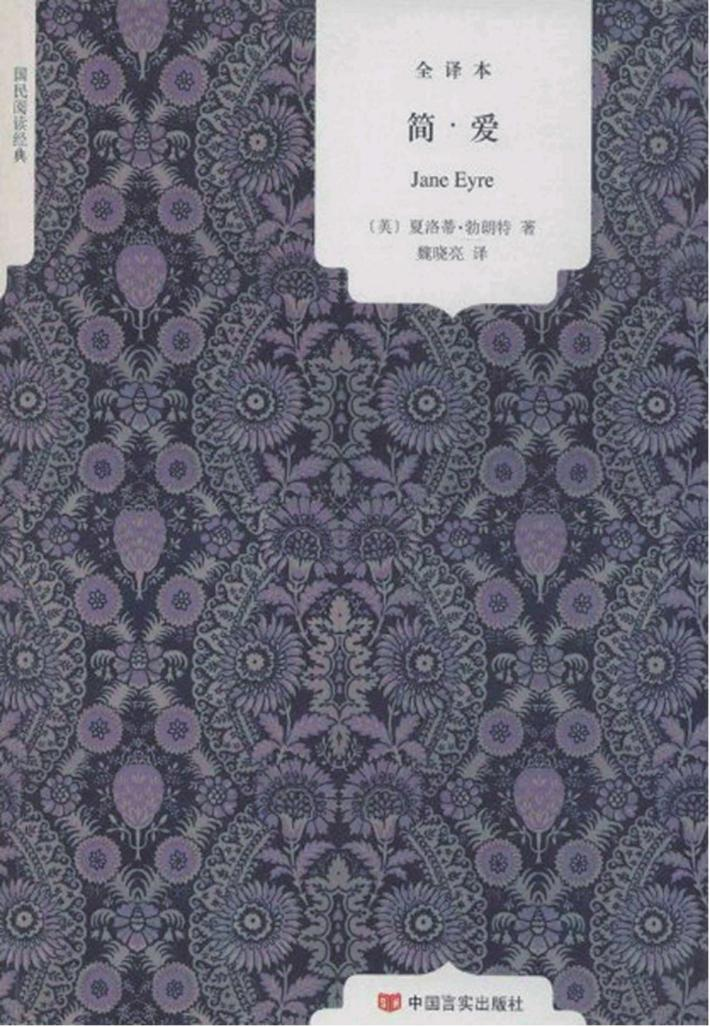 国民阅读经典
全译本
简·爱
Jane Eyre
〔英〕夏洛蒂·勃朗特 著
魏晓亮 译
中国言实出版社